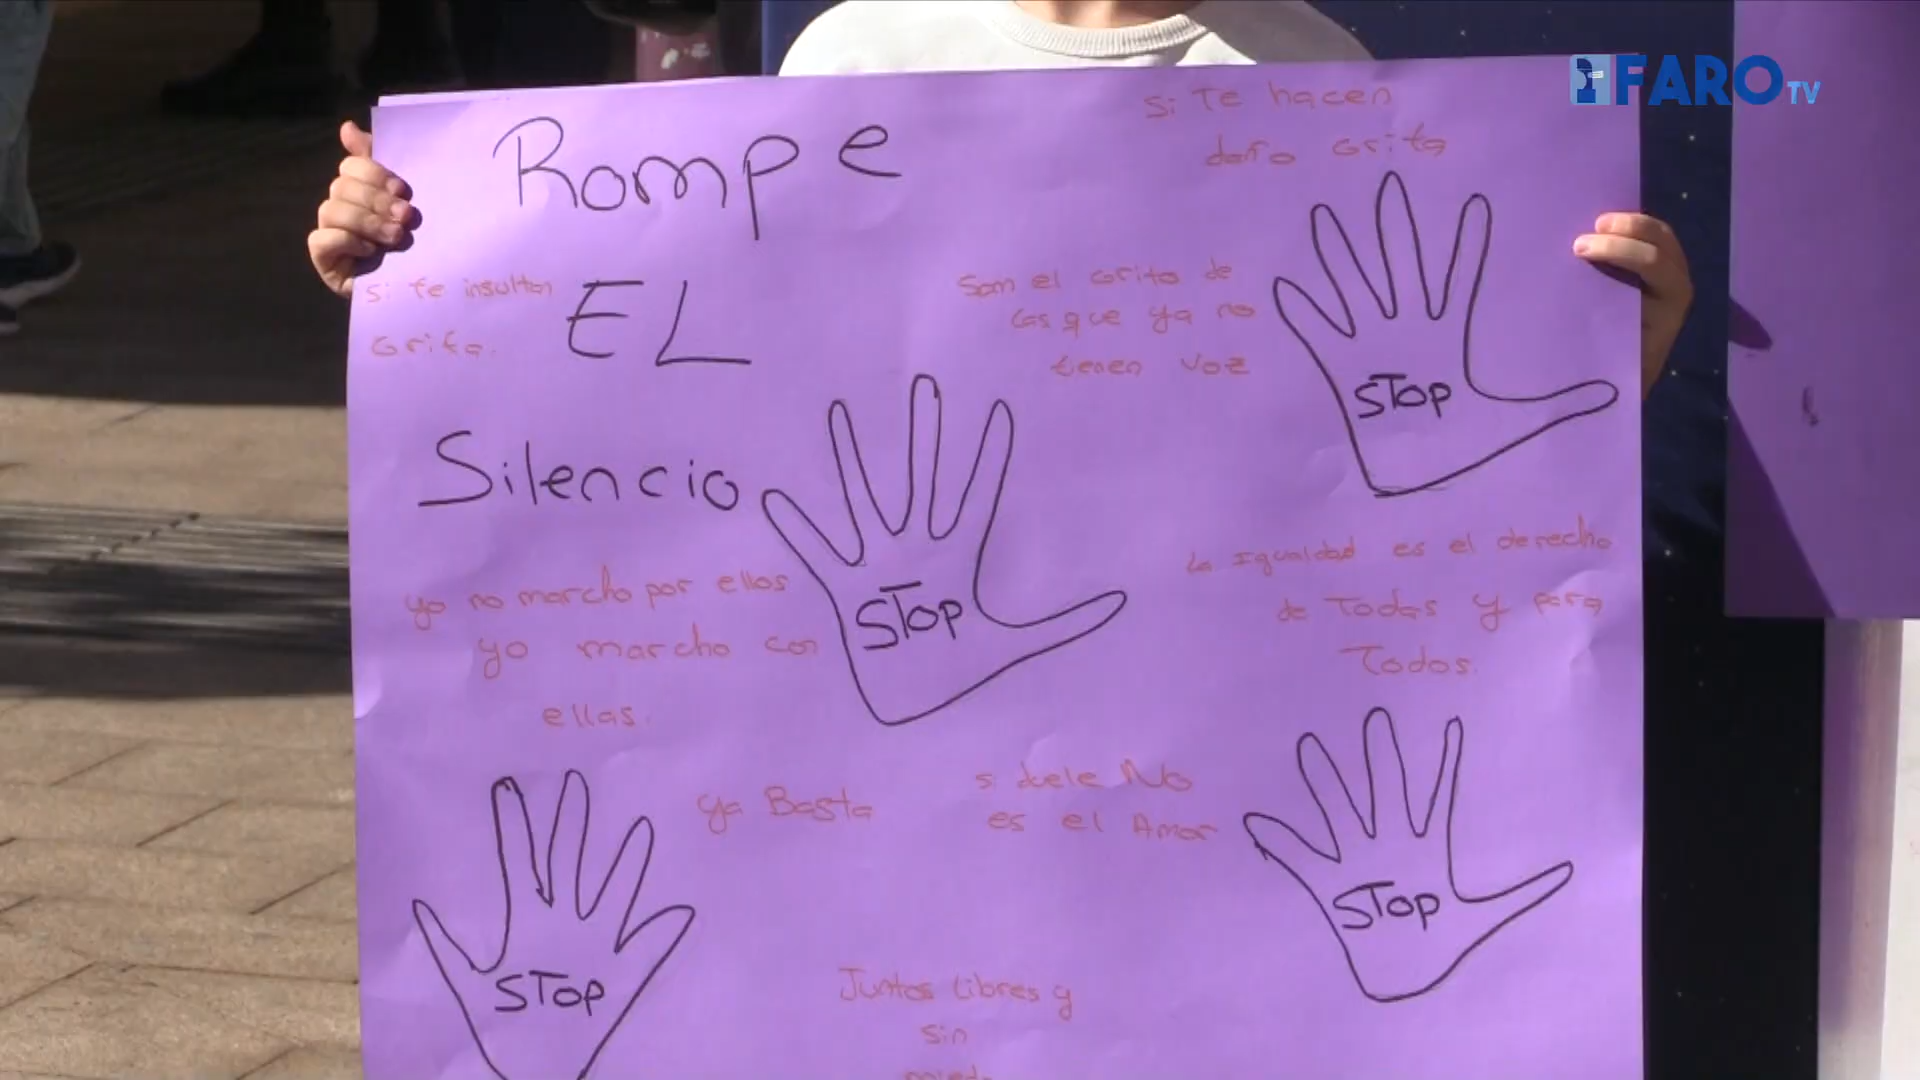 FARO TV
Rompe
EL
Silencio
Si Te hacen
daño Grita
Si te insultan
Grita.
Som el Grito de
las que ya no
tienen Voz
STOP
STOP
La Igualdad es el derecho
de Todas y para
Todos.
yo no marcho por ellos
yo marcho con
ellas.
ya Basta
si duele No
es el Amor
STOP
STOP
Juntas Libres y
sin